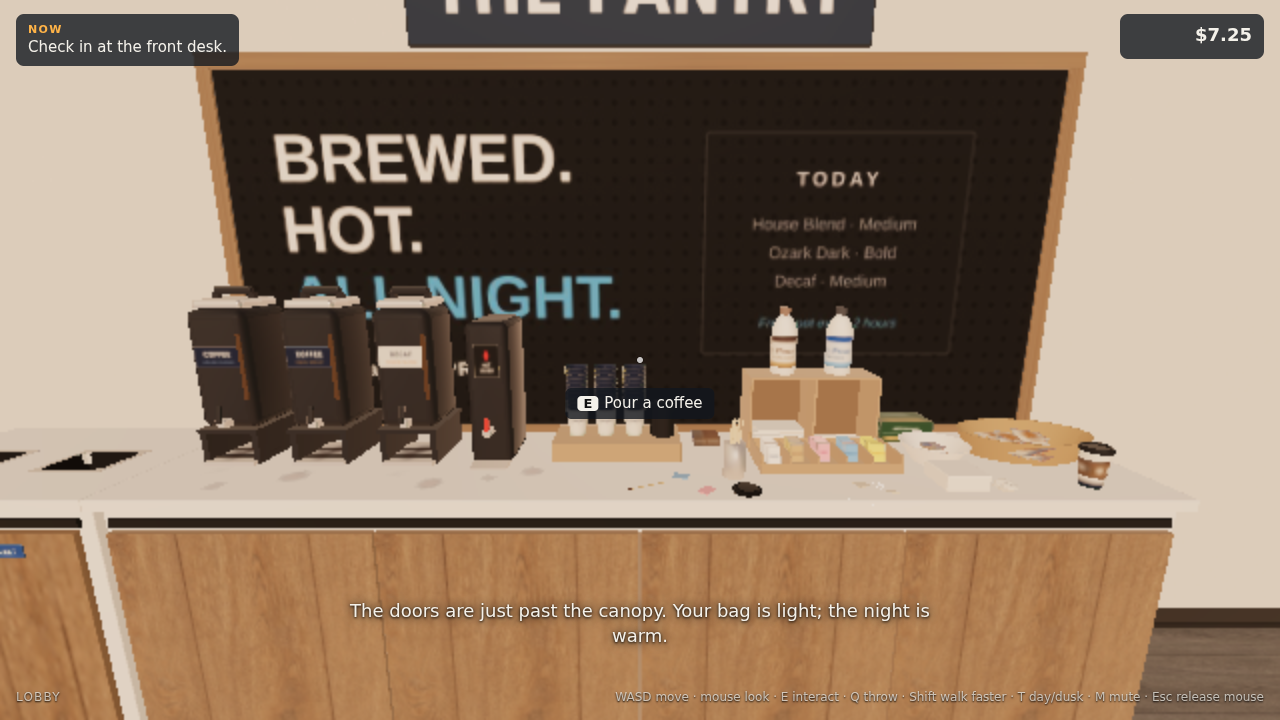 THE PANTRY
NOW
Check in at the front desk.
$7.25
BREWED.
HOT.
ALL NIGHT.
TODAY
House Blend · Medium
Ozark Dark · Bold
Decaf · Medium
2 hours
COFFEE
COFFEE
DECAF
E Pour a coffee
The doors are just past the canopy. Your bag is light; the night is
warm.
LOBBY
WASD move · mouse look · E interact · Q throw · Shift walk faster · T day/dusk · M mute · Esc release mouse